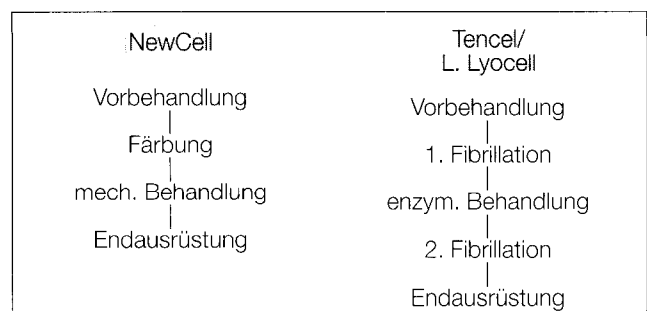 NewCell
Vorbehandlung
Färbung
mech. Behandlung
Endausrüstung
Tencel/
L. Lyocell
Vorbehandlung
1. Fibrillation
enzym. Behandlung
2. Fibrillation
Endausrüstung